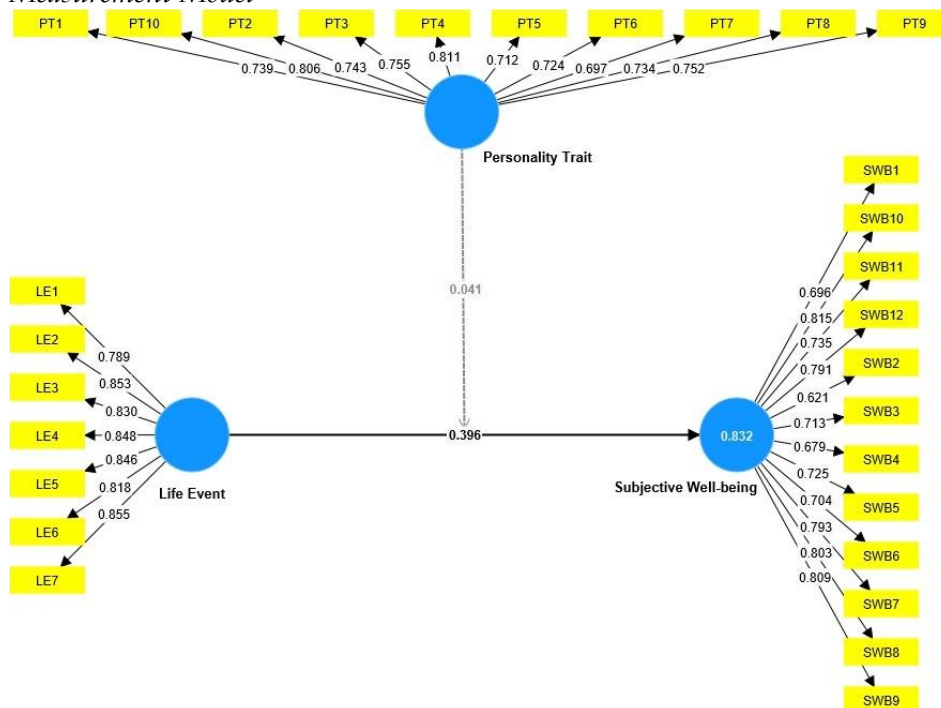 Measurement Model
PT1 PT10 PT2 PT3 PT4 PT5 PT6 PT7 PT8 PT9
0.739 0.806 0.743 0.755 0.811 0.712 0.724 0.697 0.734 0.752
Personality Trait
0.041
LE1
LE2
LE3
LE4
LE5
LE6
LE7
0.789
0.853
0.830
0.848
0.846
0.818
0.855
Life Event
0.396
0.832
Subjective Well-being
0.696
0.815
0.735
0.791
0.621
0.713
0.679
0.725
0.704
0.793
0.803
0.809
SWB1
SWB10
SWB11
SWB12
SWB2
SWB3
SWB4
SWB5
SWB6
SWB7
SWB8
SWB9